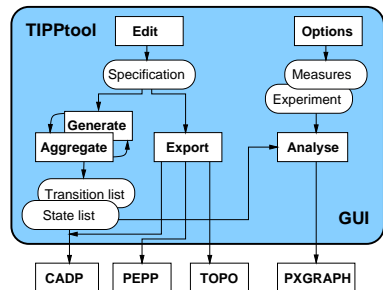 TIPPtool
Edit
Options
Specification
Measures
Experiment
Generate
Aggregate
Export
Analyse
Transition list
State list
GUI
CADP
PEPP
TOPO
PXGRAPH